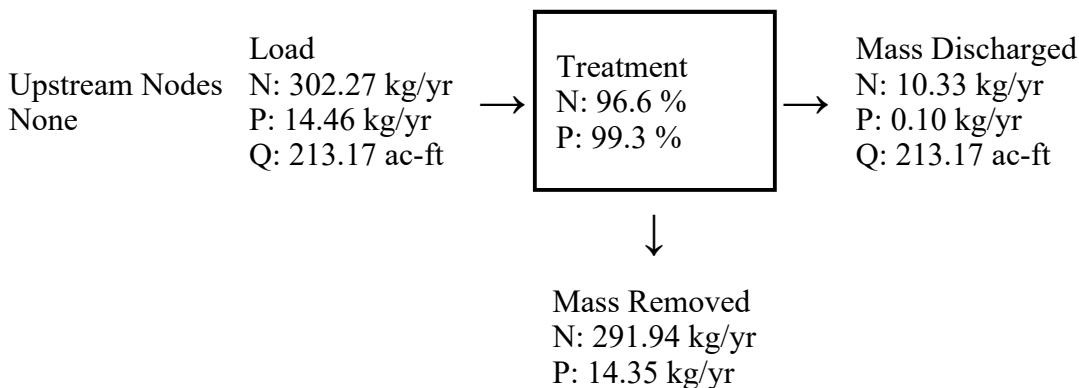 Upstream Nodes
None
Load
N: 302.27 kg/yr
P: 14.46 kg/yr
Q: 213.17 ac-ft
→
Treatment
N: 96.6 %
P: 99.3 %
→
Mass Discharged
N: 10.33 kg/yr
P: 0.10 kg/yr
Q: 213.17 ac-ft
↓
Mass Removed
N: 291.94 kg/yr
P: 14.35 kg/yr